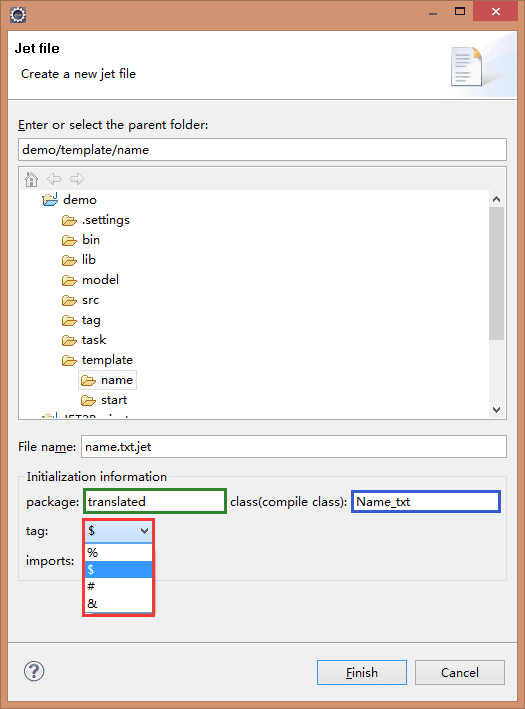 Jet file
Create a new jet file
Enter or select the parent folder:
demo/template/name
demo
.settings
bin
lib
model
src
tag
task
template
name
start
File name: name.txt.jet
Initialization information
package: translated class(compile class): Name_txt
tag: $
%
$
imports:
#
&
? Finish Cancel